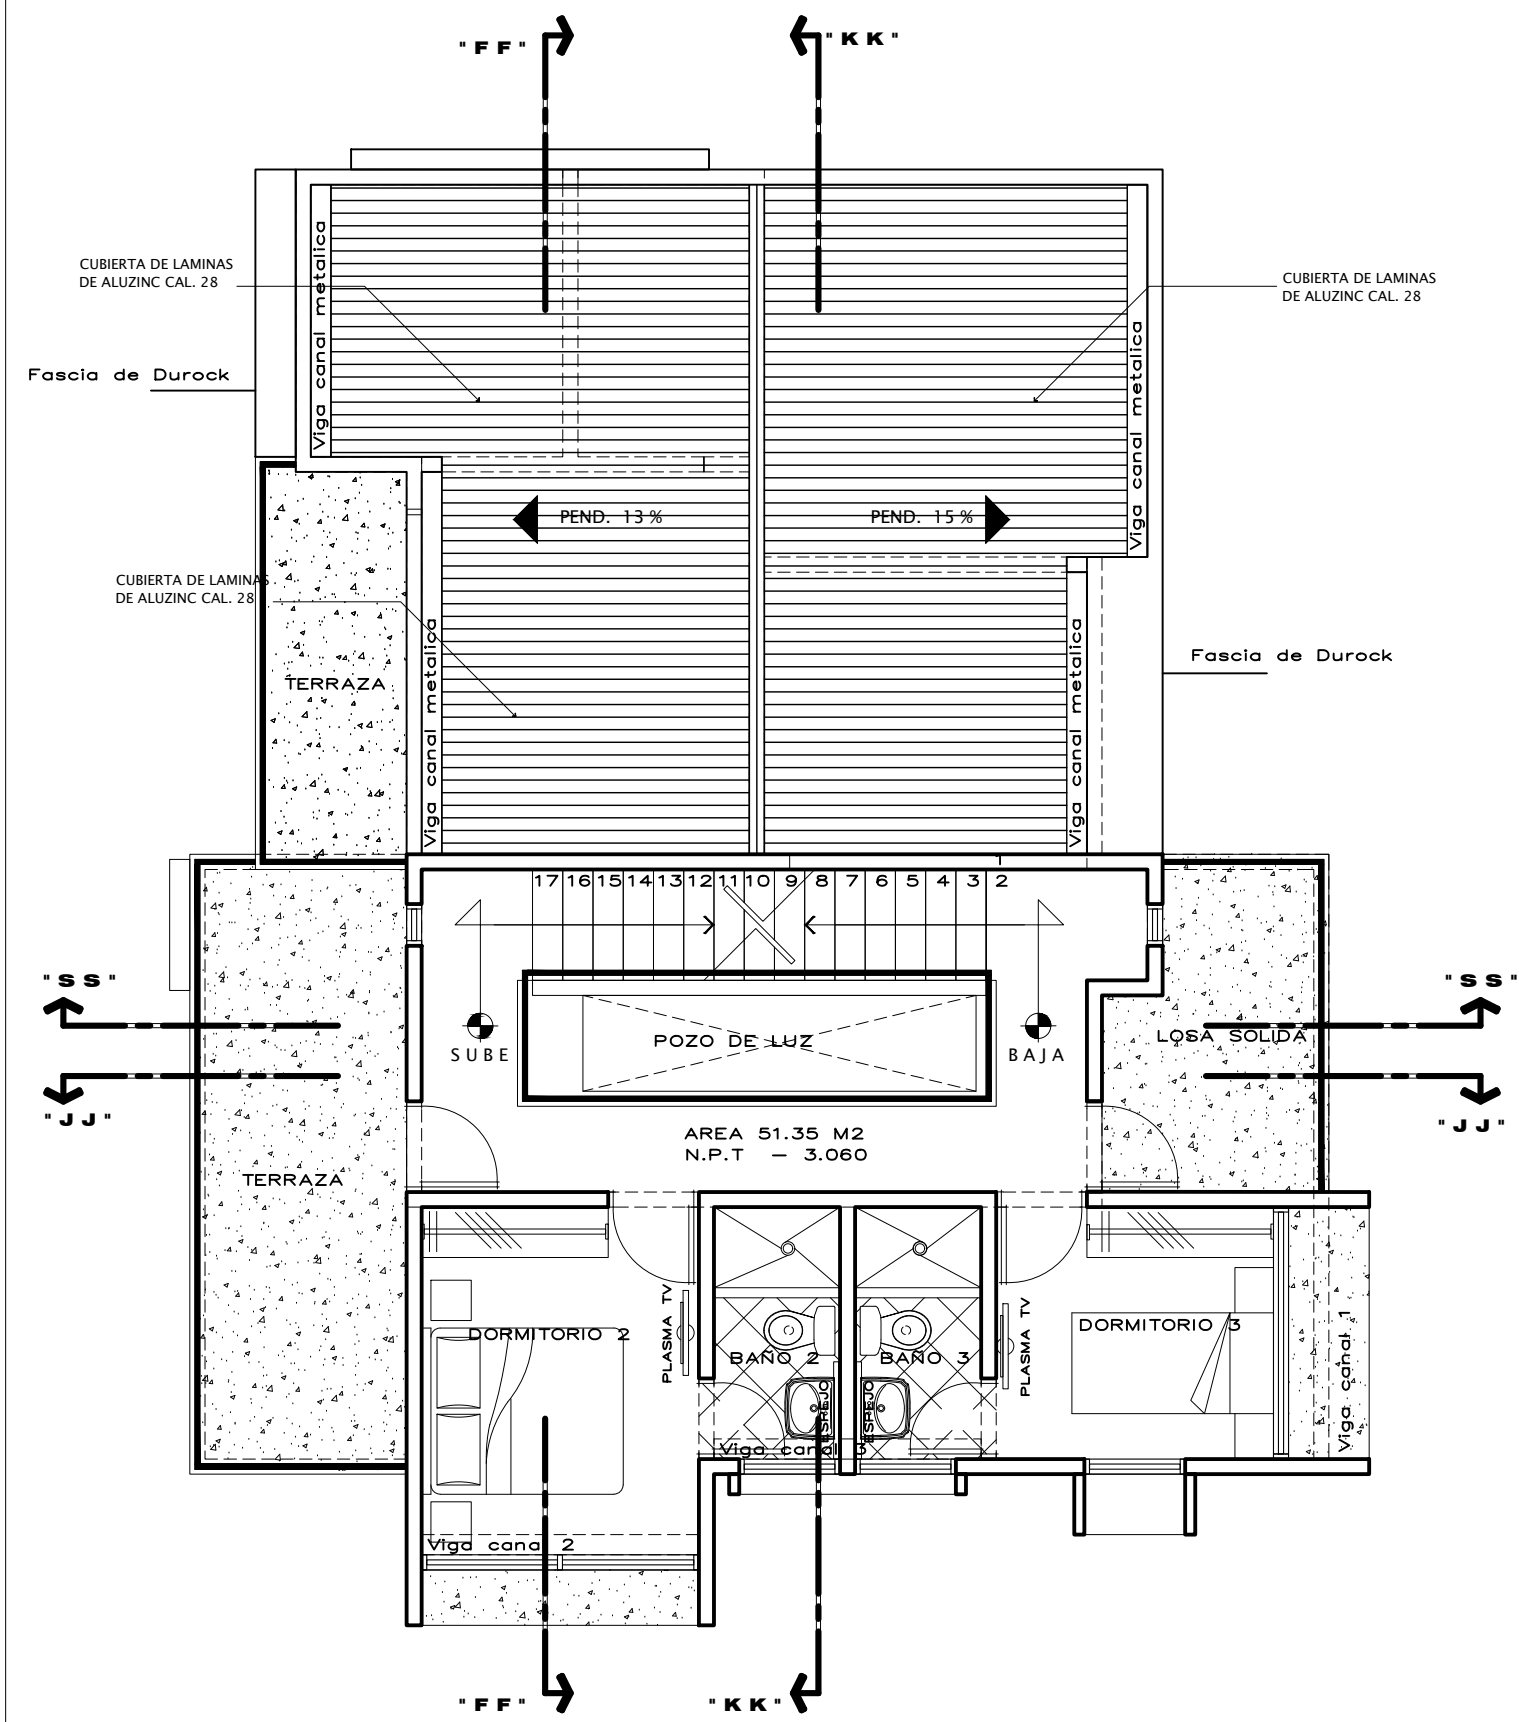 "FF"
"KK"
CUBIERTA DE LAMINAS
DE ALUZINC CAL. 28
CUBIERTA DE LAMINAS
DE ALUZINC CAL. 28
Viga canal metalica
Viga canal metalica
Fascia de Durock
PEND. 13 %
PEND. 15 %
CUBIERTA DE LAMINAS
DE ALUZINC CAL. 28
Viga canal metalica
Viga canal metalica
TERRAZA
Fascia de Durock
17 16 15 14 13 12 11 10 9 8 7 6 5 4 3 2
"SS"
"SS"
SUBE
POZO DE LUZ
BAJA
LOSA SOLIDA
"JJ"
"JJ"
AREA 51.35 M2
N.P.T – 3.060
TERRAZA
DORMITORIO 2
PLASMA TV
BAÑO 2
BAÑO 3
PLASMA TV
DORMITORIO 3
ESPEJO
ESPEJO
Viga canal 1
Viga canal 3
Viga canal 2
"FF"
"KK"